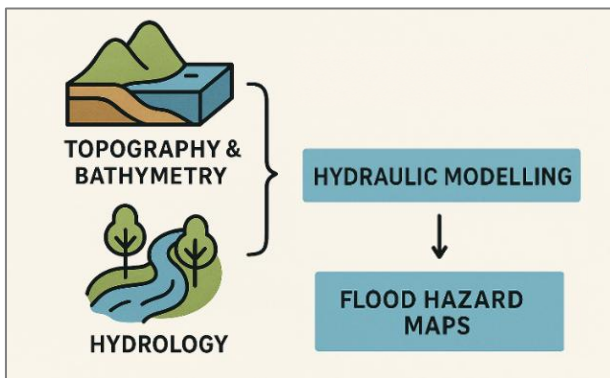 TOPOGRAPHY &
BATHYMETRY
HYDROLOGY
HYDRAULIC MODELLING
FLOOD HAZARD
MAPS